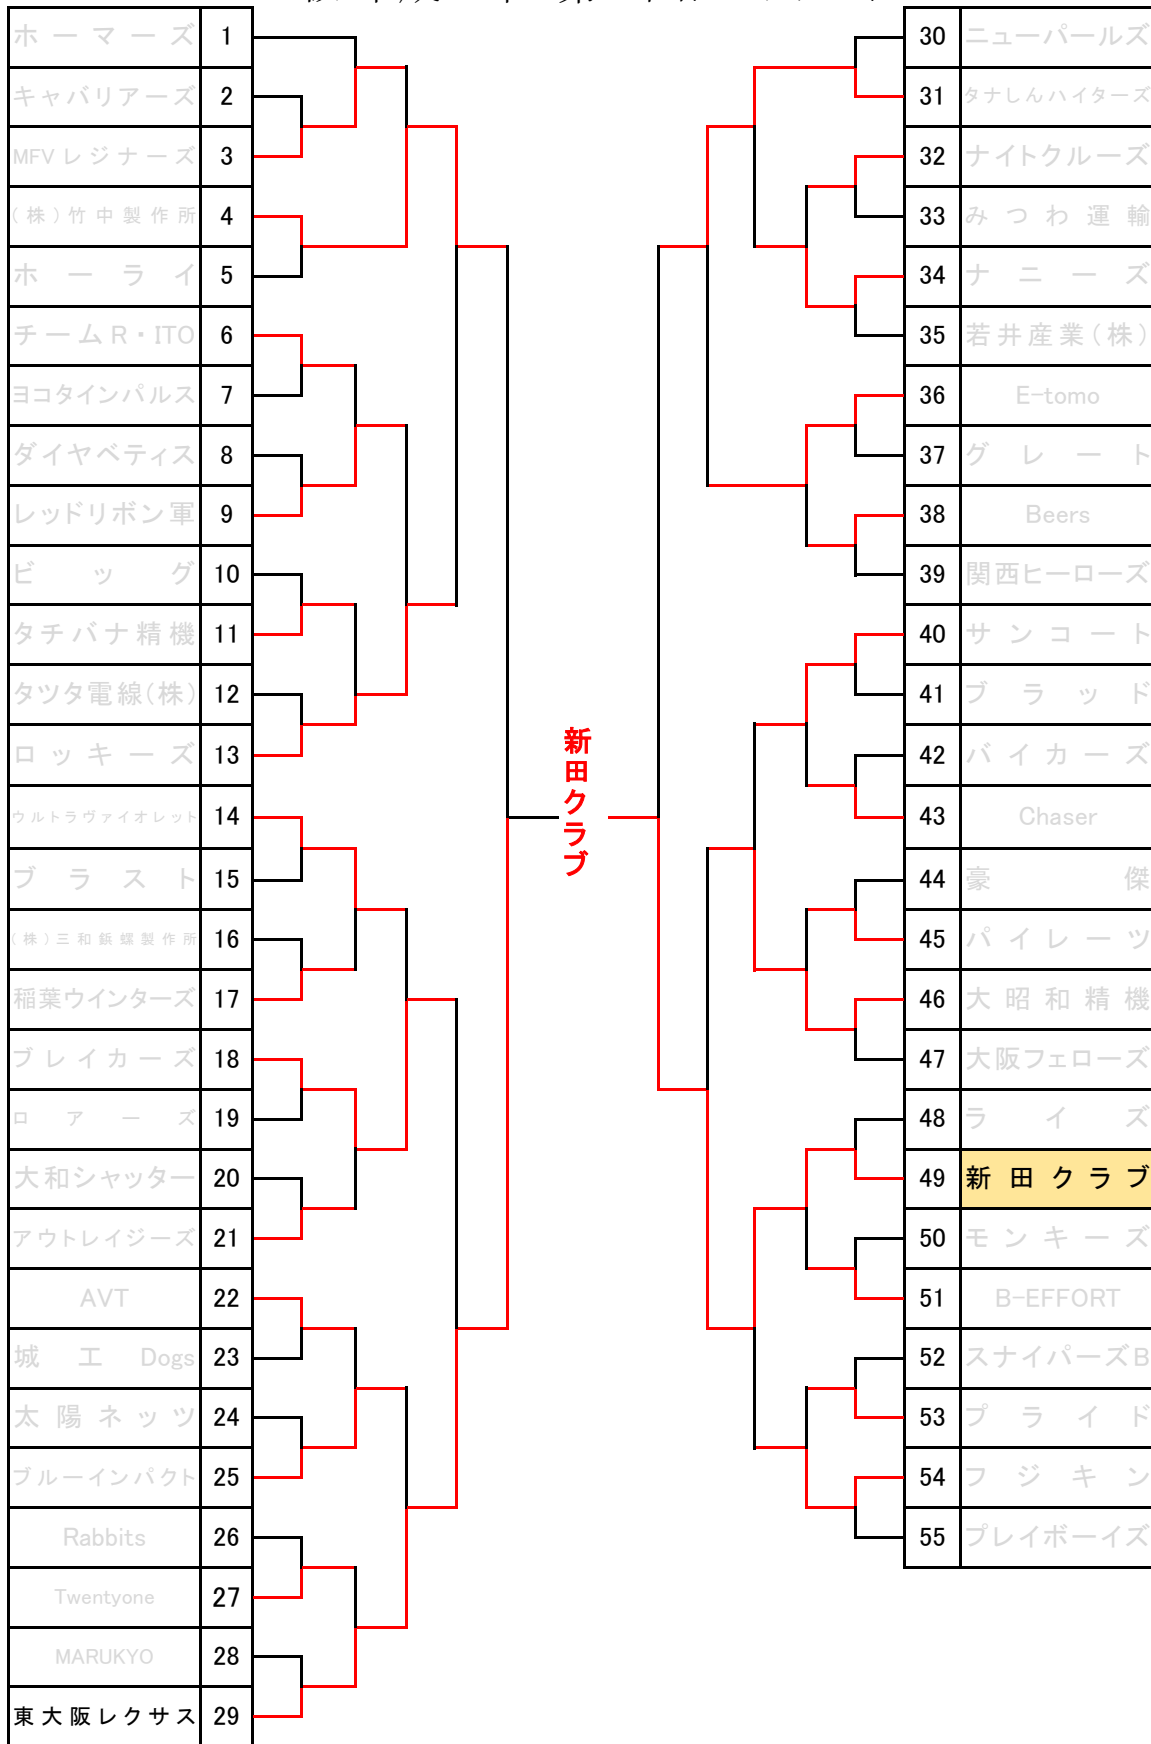 ホーマーズ 1
キャバリアーズ 2
MFVレジナーズ 3
(株)竹中製作所 4
ホーライ 5
チームR・ITO 6
ヨコタインパルス 7
ダイヤベティス 8
レッドリボン軍 9
ビッグ 10
タチバナ精機 11
タツタ電線(株) 12
ロッキーズ 13
ウルトラヴァイオレット 14
ブラスト 15
(株)三和鋲螺製作所 16
稲葉ウインターズ 17
ブレイカーズ 18
ロアーズ 19
大和シャッター 20
アウトレイジーズ 21
AVT 22
城工Dogs 23
太陽ネッツ 24
ブルーインパクト 25
Rabbits 26
Twentyone 27
MARUKYO 28
東大阪レクサス 29
新田クラブ
30 ニューパールズ
31 タナしんハイターズ
32 ナイトクルーズ
33 みつわ運輸
34 ナニーズ
35 若井産業(株)
36 E-tomo
37 グレート
38 Beers
39 関西ヒーローズ
40 サンコート
41 ブラッド
42 バイカーズ
43 Chaser
44 豪傑
45 パイレーツ
46 大昭和精機
47 大阪フェローズ
48 ライズ
49 新田クラブ
50 モンキーズ
51 B-EFFORT
52 スナイパーズB
53 プライド
54 フジキン
55 プレイボーイズ